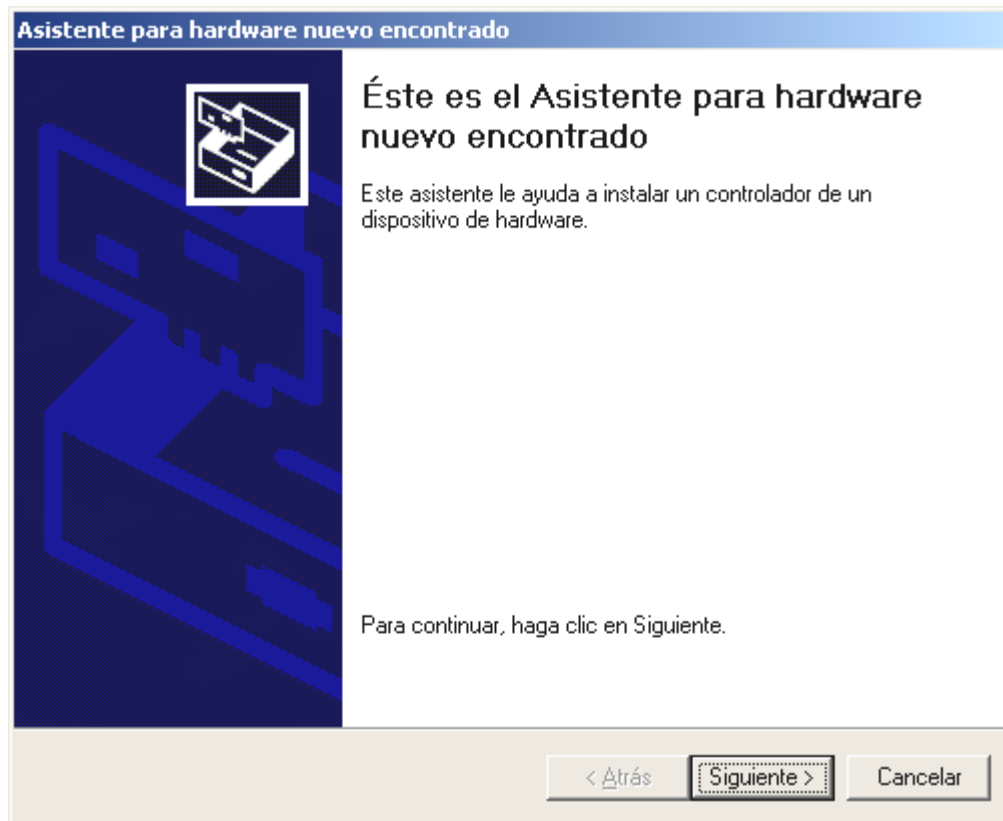 Asistente para hardware nuevo encontrado
Éste es el Asistente para hardware
nuevo encontrado
Este asistente le ayuda a instalar un controlador de un
dispositivo de hardware.
Para continuar, haga clic en Siguiente.
< Atrás
Siguiente >
Cancelar